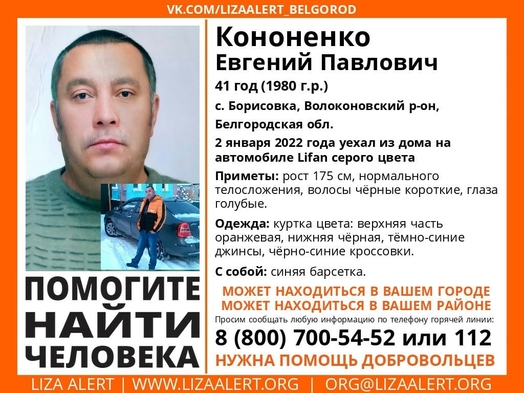 VK.COM/LIZAALERT_BELGOROD
Кононенко
Евгений Павлович
41 год (1980 г.р.)
с. Борисовка, Волоконовский р-он,
Белгородская обл.
2 января 2022 года уехал из дома на
автомобиле Lifan серого цвета
Приметы: рост 175 см, нормального
телосложения, волосы чёрные короткие, глаза
голубые.
Одежда: куртка цвета: верхняя часть
оранжевая, нижняя чёрная, тёмно-синие
джинсы, чёрно-синие кроссовки.
С собой: синяя барсетка.
МОЖЕТ НАХОДИТЬСЯ В ВАШЕМ ГОРОДЕ
МОЖЕТ НАХОДИТЬСЯ В ВАШЕМ РАЙОНЕ
Просим сообщать любую информацию по телефону горячей линии:
8 (800) 700-54-52 или 112
НУЖНА ПОМОЩЬ ДОБРОВОЛЬЦЕВ
ПОМОГИТЕ
НАЙТИ
ЧЕЛОВЕКА
LIZA ALERT | WWW.LIZAALERT.ORG | ORG@LIZAALERT.ORG